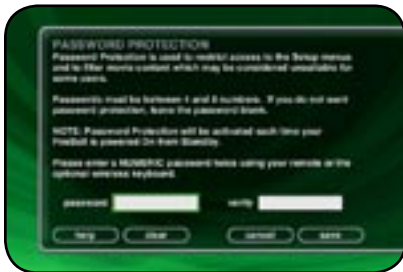 PASSWORD PROTECTION
Password Protection is used to restrict access to the Setup menus
and to filter movie content which may be considered unsuitable for
some users.
Passwords must be between 1 and 8 numbers. If you do not want
password protection, leave the password blank.
NOTE: Password Protection will be activated each time your
is powered On from Standby.
Please enter a NUMERIC password twice using your remote or the
optional wireless keyboard.
password verify
help clear cancel save